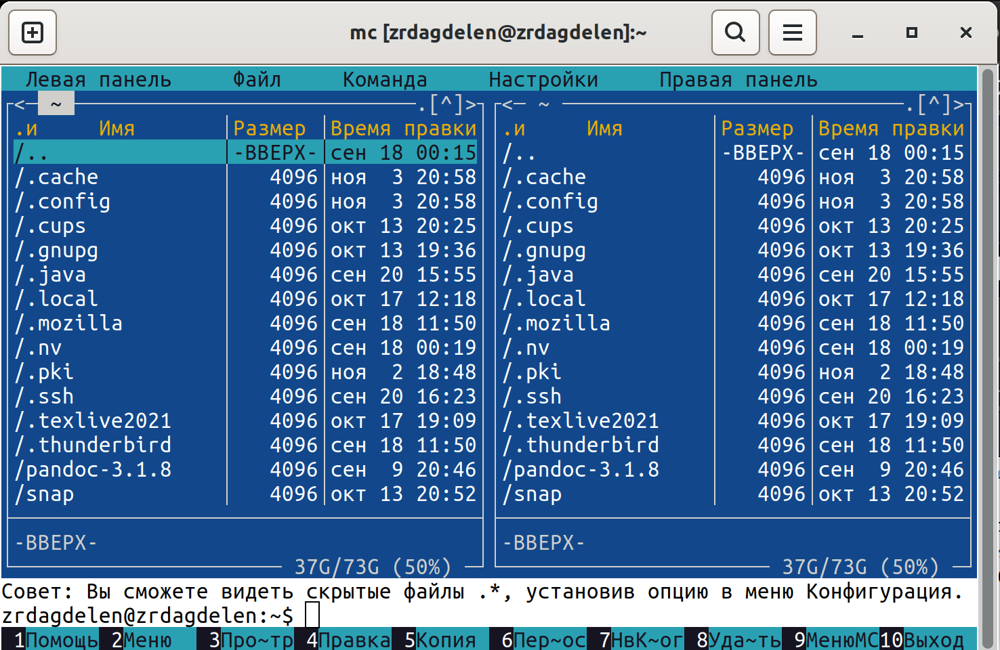 mc [zrdagdelen@zrdagdelen]:~
Левая панель Файл Команда Настройки Правая панель
<- ~ .[^]> <- ~ .[^]>
.и Имя Размер Время правки .и Имя Размер Время правки
/.. -ВВЕРХ- сен 18 00:15 /.. -ВВЕРХ- сен 18 00:15
/.cache 4096 ноя 3 20:58 /.cache 4096 ноя 3 20:58
/.config 4096 ноя 3 20:58 /.config 4096 ноя 3 20:58
/.cups 4096 окт 13 20:25 /.cups 4096 окт 13 20:25
/.gnupg 4096 окт 13 19:36 /.gnupg 4096 окт 13 19:36
/.java 4096 сен 20 15:55 /.java 4096 сен 20 15:55
/.local 4096 окт 17 12:18 /.local 4096 окт 17 12:18
/.mozilla 4096 сен 18 11:50 /.mozilla 4096 сен 18 11:50
/.nv 4096 сен 18 00:19 /.nv 4096 сен 18 00:19
/.pki 4096 ноя 2 18:48 /.pki 4096 ноя 2 18:48
/.ssh 4096 сен 20 16:23 /.ssh 4096 сен 20 16:23
/.texlive2021 4096 окт 17 19:09 /.texlive2021 4096 окт 17 19:09
/.thunderbird 4096 сен 18 11:50 /.thunderbird 4096 сен 18 11:50
/pandoc-3.1.8 4096 сен 9 20:46 /pandoc-3.1.8 4096 сен 9 20:46
/snap 4096 окт 13 20:52 /snap 4096 окт 13 20:52
-ВВЕРХ- -ВВЕРХ-
37G/73G (50%) 37G/73G (50%)
Совет: Вы сможете видеть скрытые файлы .*, установив опцию в меню Конфигурация.
zrdagdelen@zrdagdelen:~$
1Помощь 2Меню 3Про~тр 4Правка 5Копия 6Пер~ос 7НвК~ог 8Уда~ть 9МенюMC 10Выход